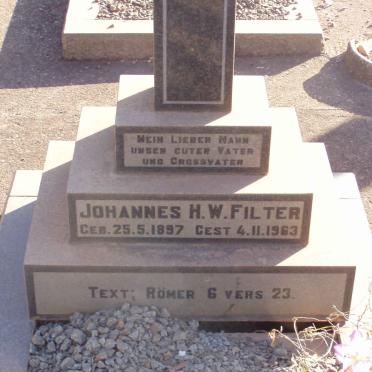 MEIN LIEBER MANN
UNSER GUTER VATER
UND GROSSVATER
JOHANNES H.W. FILTER
GEB. 25.5.1897 GEST 4.11.1963
TEXT; RÖMER 6 VERS 23.